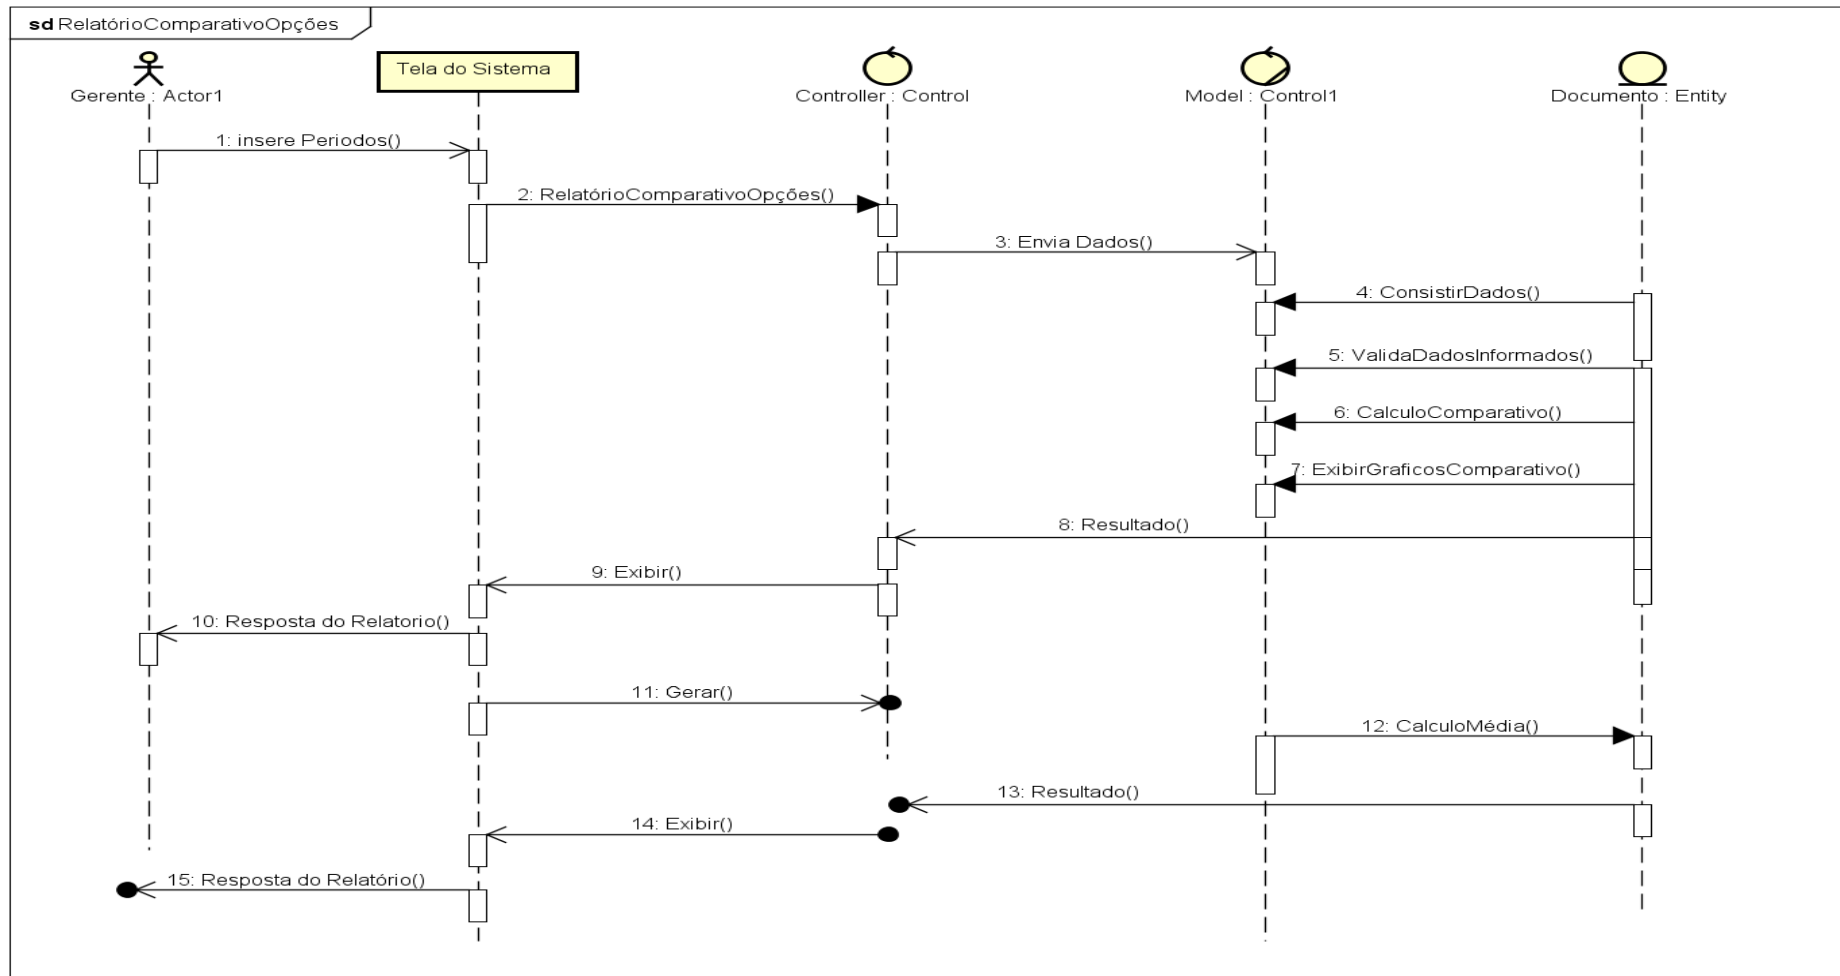 sd RelatórioComparativoOpções
Gerente : Actor1
Tela do Sistema
Controller : Control
Model : Control1
Documento : Entity
1: insere Periodos()
2: RelatórioComparativoOpções()
3: Envia Dados()
4: ConsistirDados()
5: ValidaDadosInformados()
6: CalculoComparativo()
7: ExibirGraficosComparativo()
8: Resultado()
9: Exibir()
10: Resposta do Relatorio()
11: Gerar()
12: CalculoMédia()
13: Resultado()
14: Exibir()
15: Resposta do Relatório()